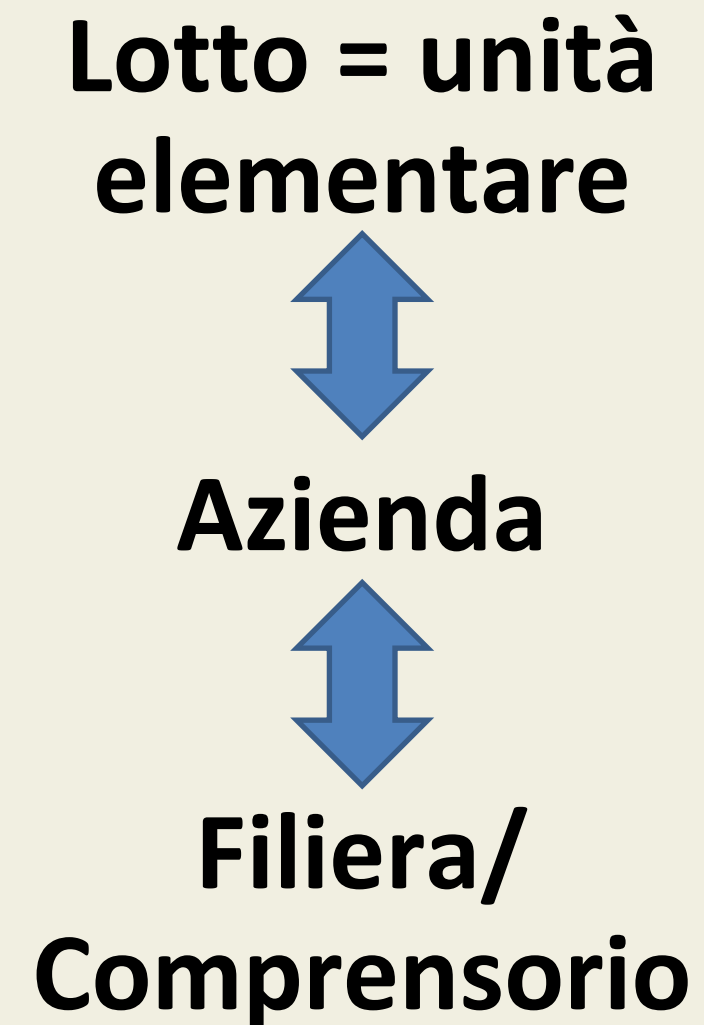 Lotto = unità
elementare
Azienda
Filiera/
Comprensorio